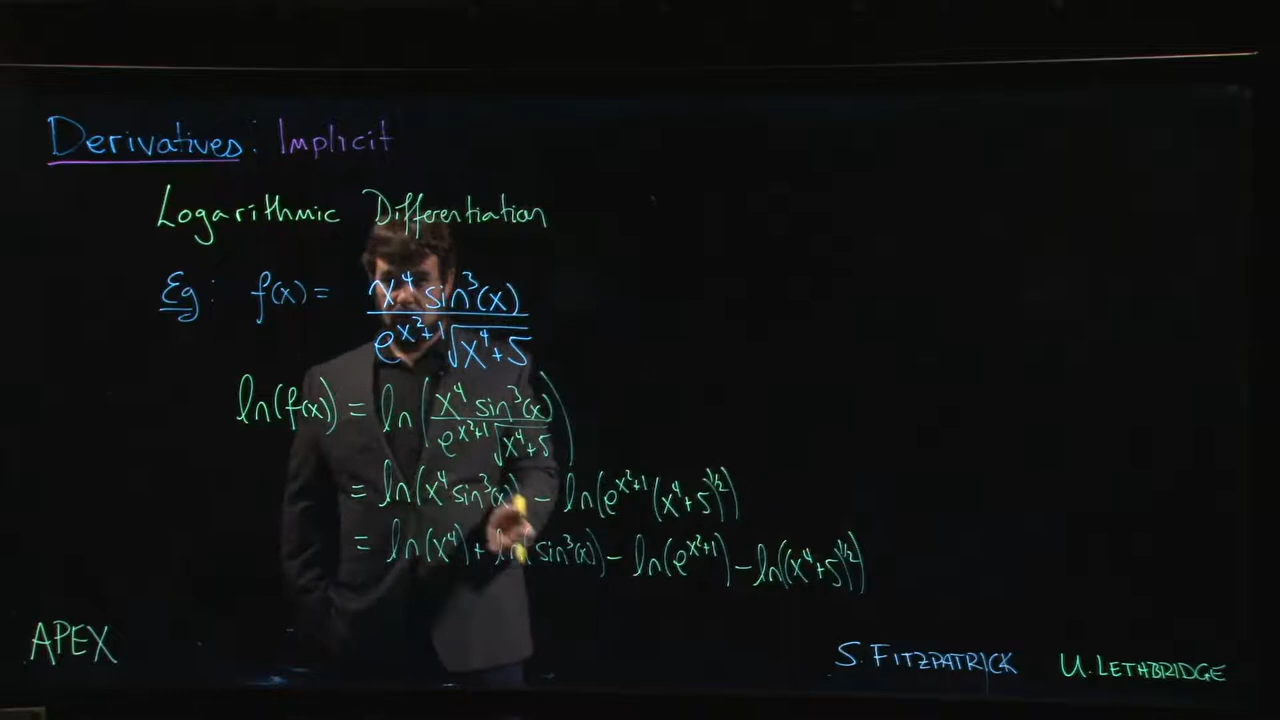 Derivatives: Implicit
Logarithmic Differentiation
Eg: f(x) = x⁴ sin³(x) / e^(x²+1) √(x⁴+5)
ln(f(x)) = ln(x⁴ sin³(x) / e^(x²+1) √(x⁴+5))
= ln(x⁴ sin³(x)) − ln(e^(x²+1) (x⁴+5)^(1/2))
= ln(x⁴) + ln(sin³(x)) − ln(e^(x²+1)) − ln((x⁴+5)^(1/2))
APEX
S. FITZPATRICK U. LETHBRIDGE